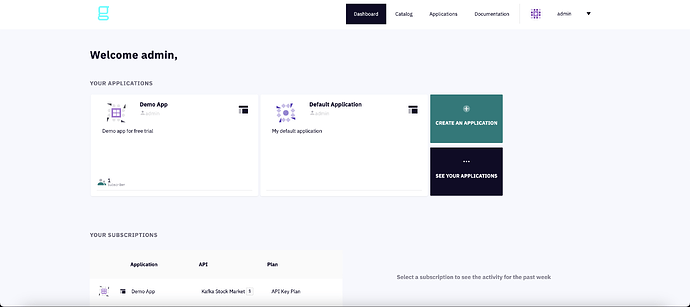 Dashboard Catalog Applications Documentation admin
Welcome admin,
YOUR APPLICATIONS
Demo App
admin
Demo app for free trial
1
Subscriber
Default Application
admin
My default application
CREATE AN APPLICATION
SEE YOUR APPLICATIONS
YOUR SUBSCRIPTIONS
Application API Plan
Demo App Kafka Stock Market 1 API Key Plan
Select a subscription to see the activity for the past week